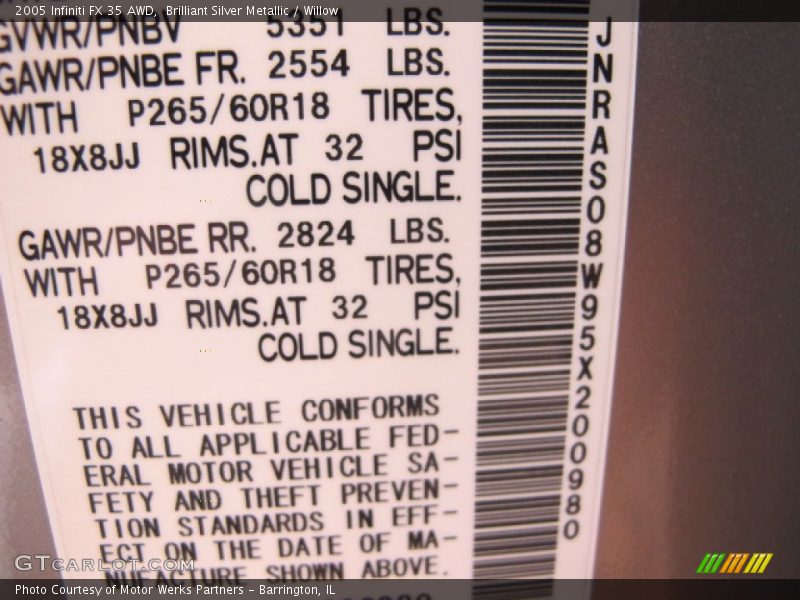 2005 Infiniti FX 35 AWD, Brilliant Silver Metallic / Willow
GVWR/PNBV 5351 LBS.
GAWR/PNBE FR. 2554 LBS.
WITH P265/60R18 TIRES,
18X8JJ RIMS.AT 32 PSI
COLD SINGLE.
GAWR/PNBE RR. 2824 LBS.
WITH P265/60R18 TIRES,
18X8JJ RIMS.AT 32 PSI
COLD SINGLE.
THIS VEHICLE CONFORMS
TO ALL APPLICABLE FED-
ERAL MOTOR VEHICLE SA-
FETY AND THEFT PREVEN-
TION STANDARDS IN EFF-
ECT ON THE DATE OF MA-
NUFACTURE SHOWN ABOVE.
JNRAS08W95X200980
GTcarlot.com
Photo Courtesy of Motor Werks Partners – Barrington, IL